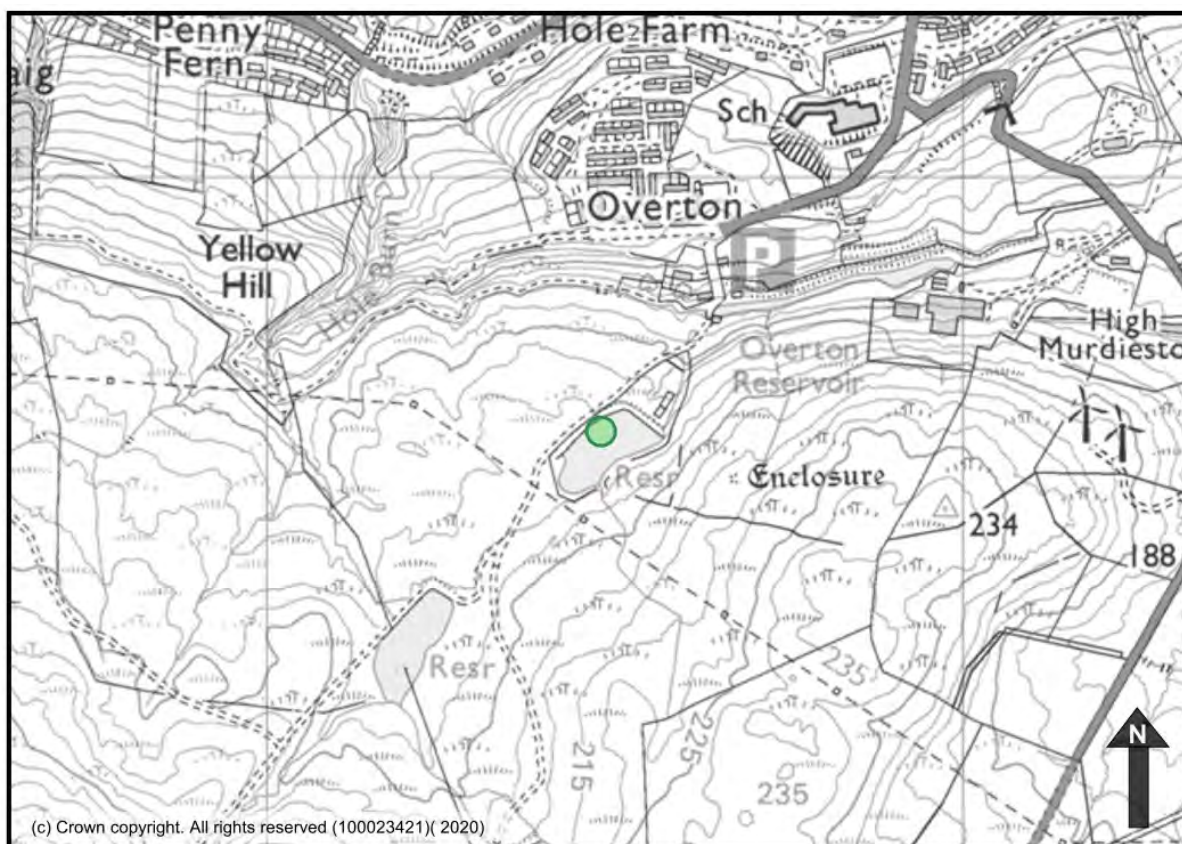 Penny
Fern
Hole Farm
aig
Sch
Overton
P
Yellow
Hill
Hole Burn
High
Murdiesto
Overton
Reservoir
Resr
Enclosure
234
188
Resr
235
225
215
235
N
(c) Crown copyright. All rights reserved (100023421)( 2020)